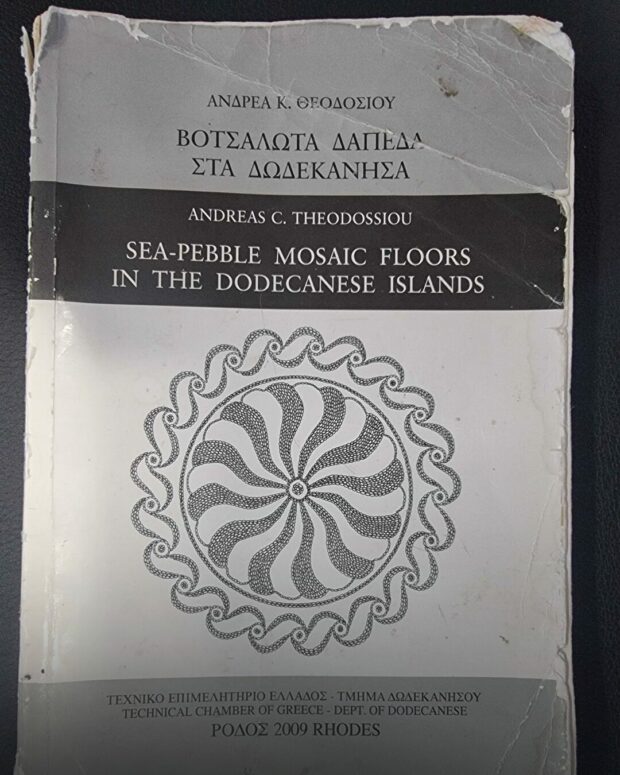 ΑΝΔΡΕΑ Κ. ΘΕΟΔΟΣΙΟΥ
ΒΟΤΣΑΛΩΤΑ ΔΑΠΕΔΑ
ΣΤΑ ΔΩΔΕΚΑΝΗΣΑ
ANDREAS C. THEODOSSIOU
SEA-PEBBLE MOSAIC FLOORS
IN THE DODECANESE ISLANDS
ΤΕΧΝΙΚΟ ΕΠΙΜΕΛΗΤΗΡΙΟ ΕΛΛΑΔΟΣ - ΤΜΗΜΑ ΔΩΔΕΚΑΝΗΣΟΥ
TECHNICAL CHAMBER OF GREECE - DEPT. OF DODECANESE
ΡΟΔΟΣ 2009 RHODES